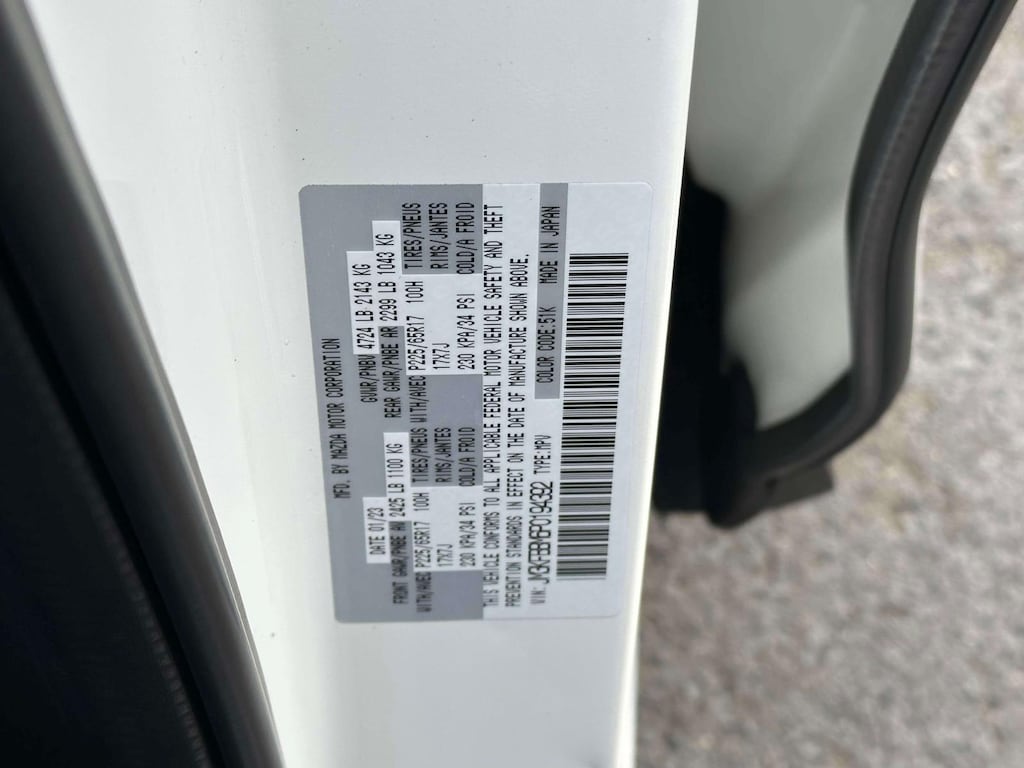 MFD. BY MAZDA MOTOR CORPORATION
DATE 01/23 GVWR/PNBV 4724 LB 2143 KG
FRONT GAWR/PNBE AV 2425 LB 1100 KG REAR GAWR/PNBE AR 2299 LB 1043 KG
WITH/AVEC P225/65R17 100H TIRES/PNEUS WITH/AVEC P225/65R17 100H TIRES/PNEUS
17X7J RIMS/JANTES 17X7J RIMS/JANTES
230 KPA/34 PSI COLD/A FROID 230 KPA/34 PSI COLD/A FROID
THIS VEHICLE CONFORMS TO ALL APPLICABLE FEDERAL MOTOR VEHICLE SAFETY AND THEFT
PREVENTION STANDARDS IN EFFECT ON THE DATE OF MANUFACTURE SHOWN ABOVE.
VIN: JM3KFBBM6P0194392 TYPE:MPV COLOR CODE:51K MADE IN JAPAN